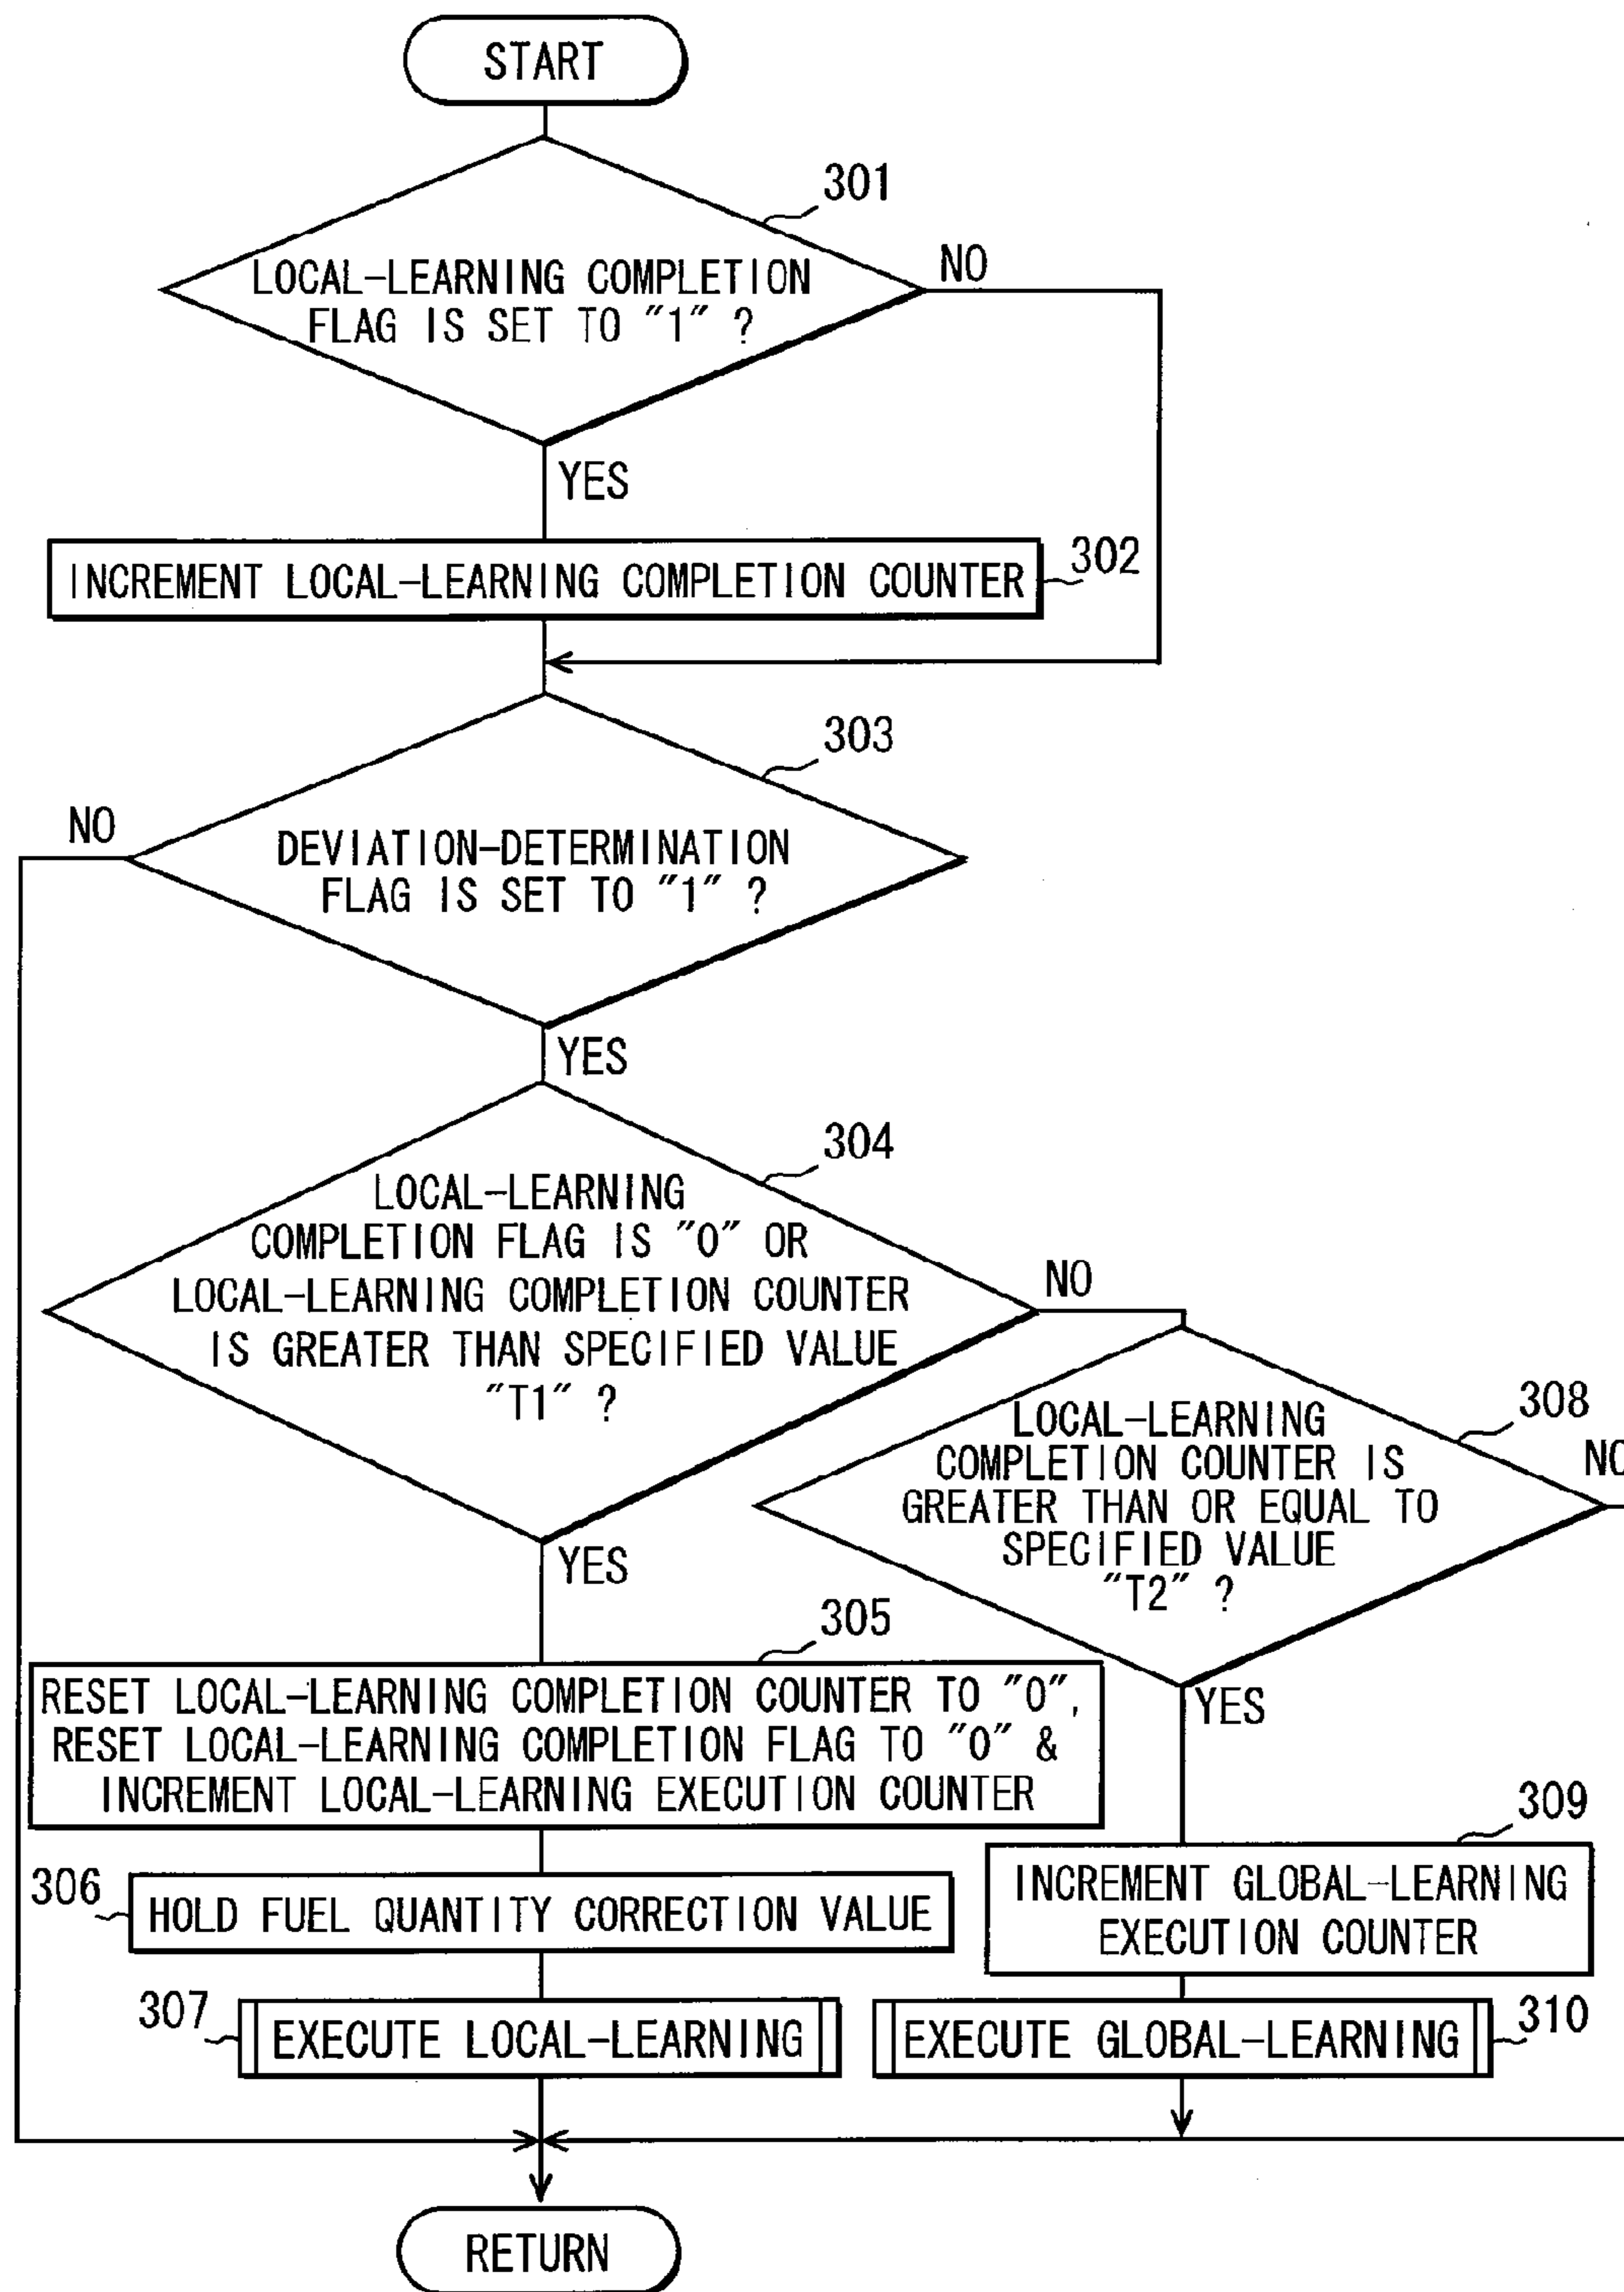 START
301
LOCAL-LEARNING COMPLETION
FLAG IS SET TO "1" ?
NO
YES
INCREMENT LOCAL-LEARNING COMPLETION COUNTER
302
303
NO
DEVIATION-DETERMINATION
FLAG IS SET TO "1" ?
YES
304
LOCAL-LEARNING
COMPLETION FLAG IS "0" OR
LOCAL-LEARNING COMPLETION COUNTER
IS GREATER THAN SPECIFIED VALUE
"T1" ?
NO
YES
308
LOCAL-LEARNING
COMPLETION COUNTER IS
GREATER THAN OR EQUAL TO
SPECIFIED VALUE
"T2" ?
NO
YES
305
RESET LOCAL-LEARNING COMPLETION COUNTER TO "0",
RESET LOCAL-LEARNING COMPLETION FLAG TO "0" &
INCREMENT LOCAL-LEARNING EXECUTION COUNTER
306
HOLD FUEL QUANTITY CORRECTION VALUE
309
INCREMENT GLOBAL-LEARNING
EXECUTION COUNTER
307
EXECUTE LOCAL-LEARNING
EXECUTE GLOBAL-LEARNING
310
RETURN